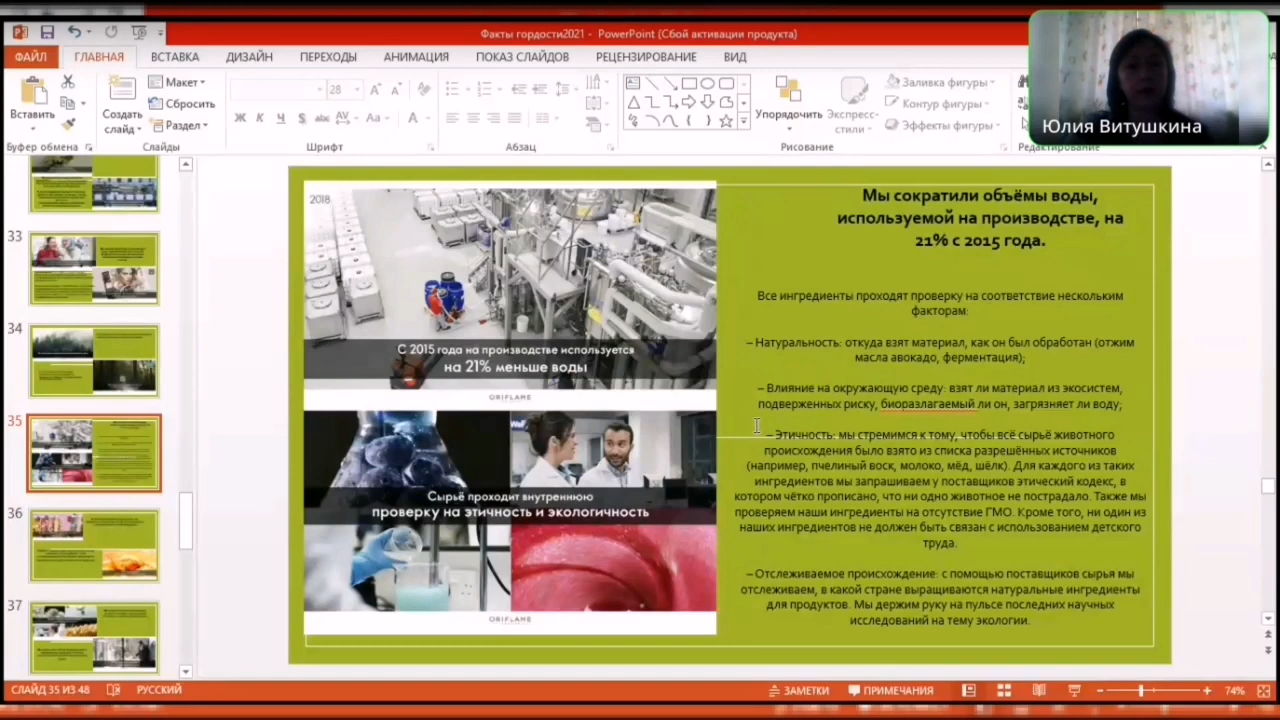 Факты гордости2021 - PowerPoint (Сбой активации продукта)
ФАЙЛ ГЛАВНАЯ ВСТАВКА ДИЗАЙН ПЕРЕХОДЫ АНИМАЦИЯ ПОКАЗ СЛАЙДОВ РЕЦЕНЗИРОВАНИЕ ВИД
Вставить
Создать слайд
Макет
Сбросить
Раздел
28
Ж К Ч S abc AV Aa A
Упорядочить
Экспресс-стили
Заливка фигуры
Контур фигуры
Эффекты фигуры
Буфер обмена Слайды Шрифт Абзац Рисование Редактирование
Юлия Витушкина
33
34
35
36
37
2018
С 2015 года на производстве используется
на 21% меньше воды
ORIFLAME
Сырьё проходит внутреннюю
проверку на этичность и экологичность
ORIFLAME
Мы сократили объёмы воды,
используемой на производстве, на
21% с 2015 года.
Все ингредиенты проходят проверку на соответствие нескольким
факторам:
– Натуральность: откуда взят материал, как он был обработан (отжим
масла авокадо, ферментация);
– Влияние на окружающую среду: взят ли материал из экосистем,
подверженных риску, биоразлагаемый ли он, загрязняет ли воду;
– Этичность: мы стремимся к тому, чтобы всё сырьё животного
происхождения было взято из списка разрешённых источников
(например, пчелиный воск, молоко, мёд, шёлк). Для каждого из таких
ингредиентов мы запрашиваем у поставщиков этический кодекс, в
котором чётко прописано, что ни одно животное не пострадало. Также мы
проверяем наши ингредиенты на отсутствие ГМО. Кроме того, ни один из
наших ингредиентов не должен быть связан с использованием детского
труда.
– Отслеживаемое происхождение: с помощью поставщиков сырья мы
отслеживаем, в какой стране выращиваются натуральные ингредиенты
для продуктов. Мы держим руку на пульсе последних научных
исследований на тему экологии.
СЛАЙД 35 ИЗ 48 РУССКИЙ ЗАМЕТКИ ПРИМЕЧАНИЯ 74%